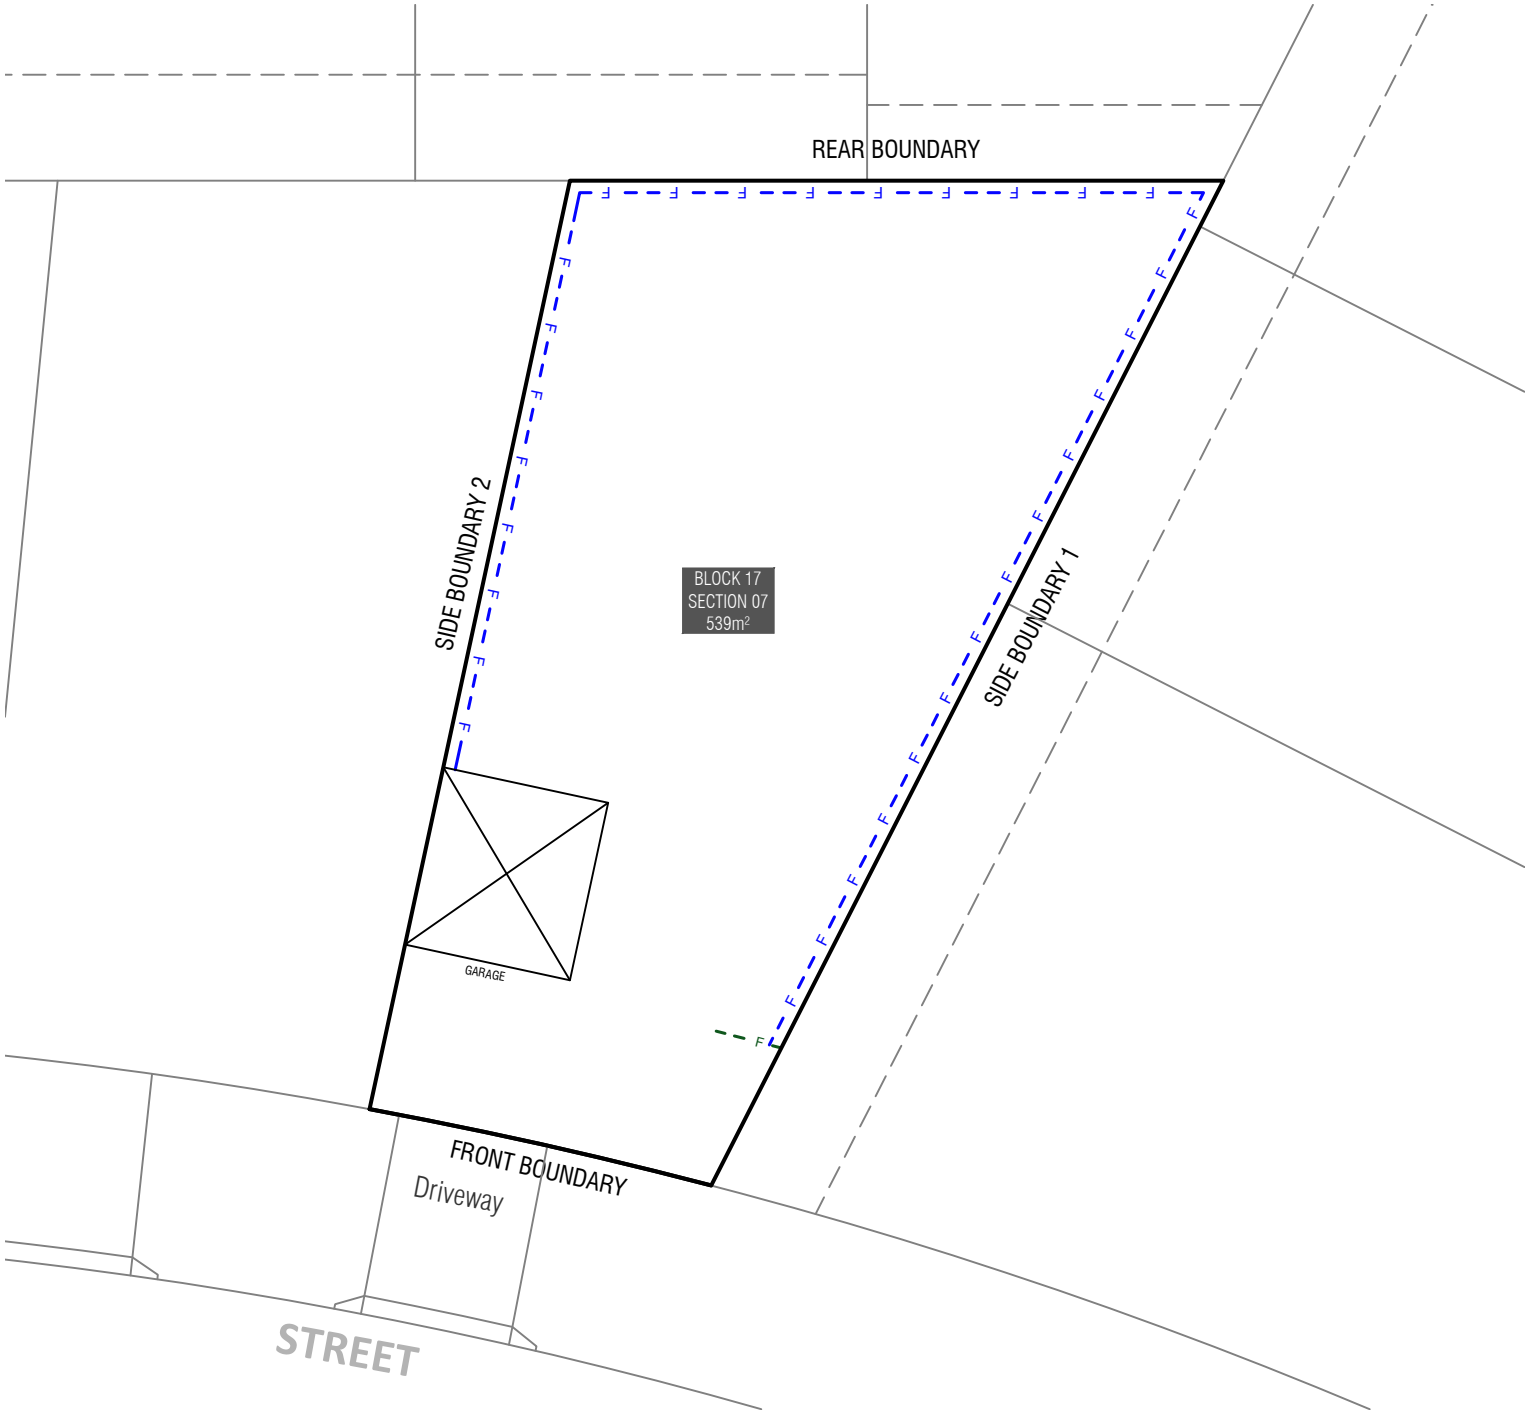 REAR BOUNDARY
F F F F F F F F F
F F F F F F F F
F F F F F F F F F F F F F F
SIDE BOUNDARY 2
BLOCK 17
SECTION 07
539m²
SIDE BOUNDARY 1
GARAGE
F
FRONT BOUNDARY
Driveway
STREET